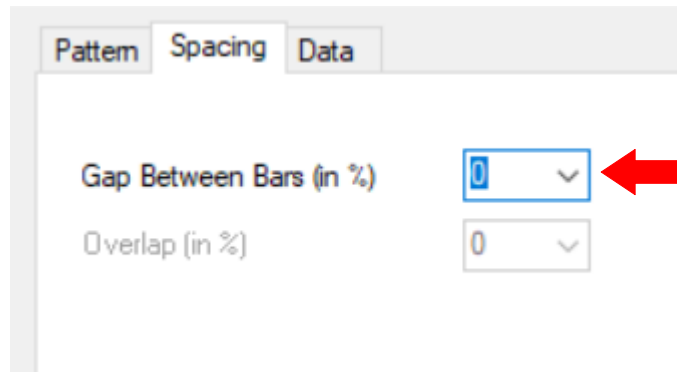 Pattern Spacing Data
Gap Between Bars (in %) 0
Overlap (in %) 0